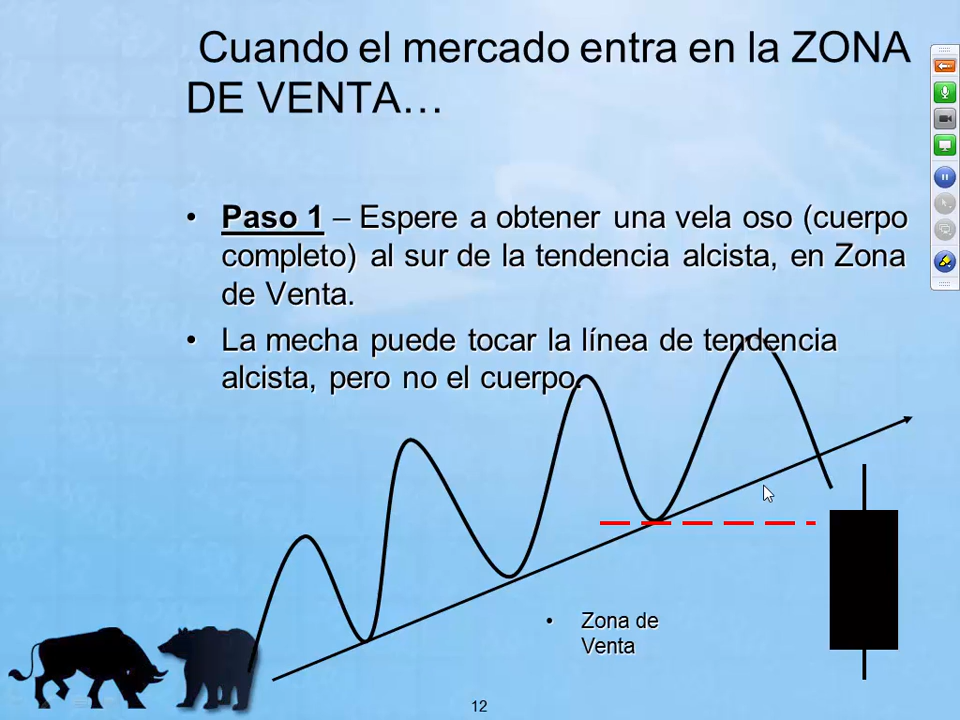 Cuando el mercado entra en la ZONA
DE VENTA…
• Paso 1 – Espere a obtener una vela oso (cuerpo
completo) al sur de la tendencia alcista, en Zona
de Venta.
• La mecha puede tocar la línea de tendencia
alcista, pero no el cuerpo.
• Zona de
Venta
12